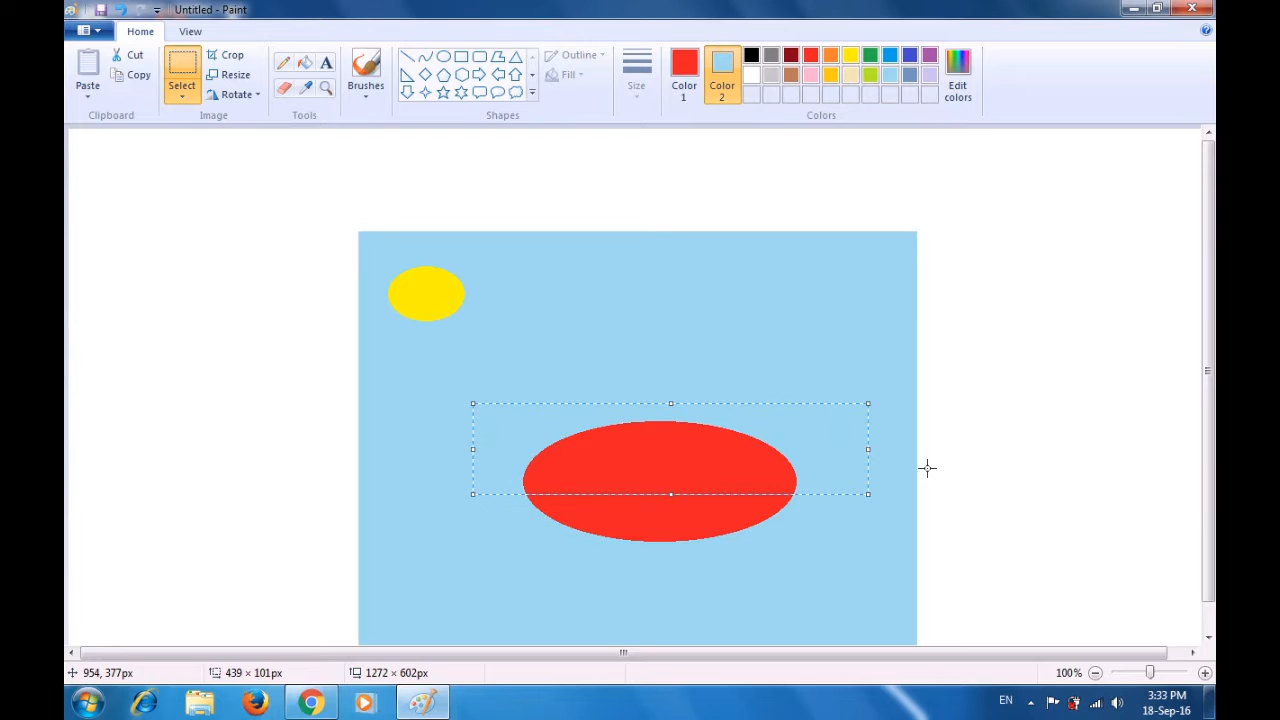 Untitled - Paint
Home View
Cut
Copy
Paste
Clipboard
Crop
Resize
Rotate
Select
Image
A
Tools
Brushes
Outline
Fill
Shapes
Size
Color 1
Color 2
Edit colors
Colors
954, 377px 439 × 101px 1272 × 602px 100%
EN 3:33 PM
18-Sep-16